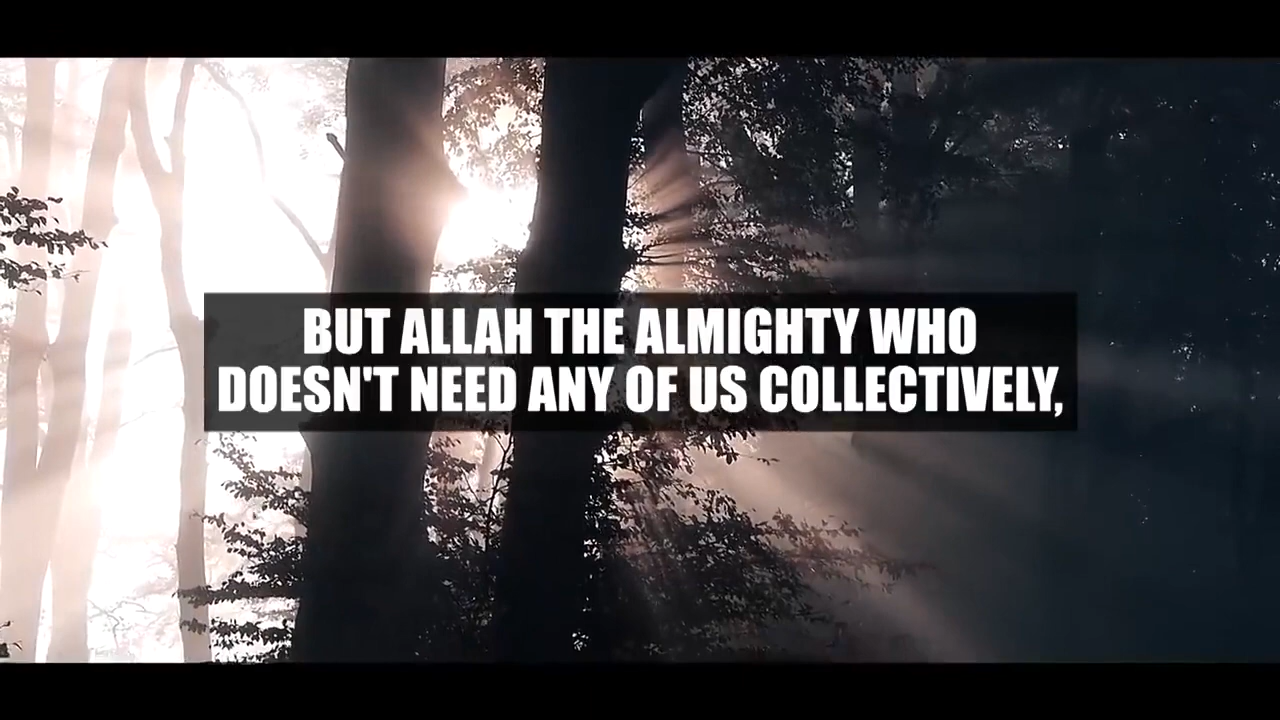 BUT ALLAH THE ALMIGHTY WHO
DOESN'T NEED ANY OF US COLLECTIVELY,